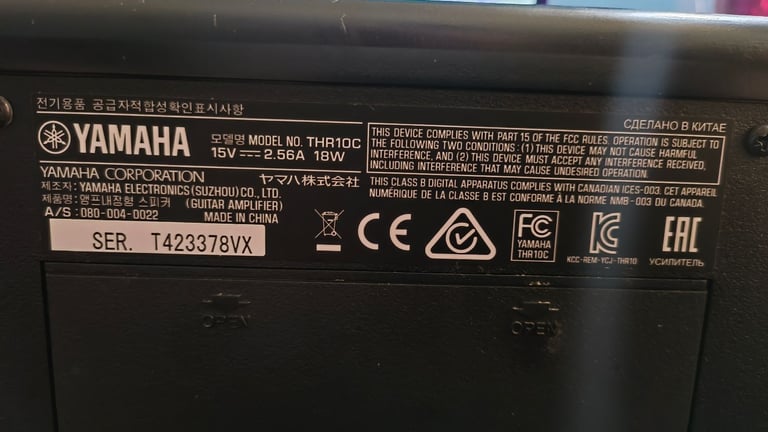 전기용품 공급자적합성확인표시사항
YAMAHA
모델명 MODEL NO. THR10C
15V ⎓ 2.56A 18W
YAMAHA CORPORATION ヤマハ株式会社
제조자: YAMAHA ELECTRONICS(SUZHOU) CO., LTD.
제품명: 앰프내장형 스피커 (GUITAR AMPLIFIER)
A/S : 080-004-0022 MADE IN CHINA
SER. T423378VX
СДЕЛАНО В КИТАЕ
THIS DEVICE COMPLIES WITH PART 15 OF THE FCC RULES. OPERATION IS SUBJECT TO
THE FOLLOWING TWO CONDITIONS : (1) THIS DEVICE MAY NOT CAUSE HARMFUL
INTERFERENCE, AND (2) THIS DEVICE MUST ACCEPT ANY INTERFERENCE RECEIVED,
INCLUDING INTERFERENCE THAT MAY CAUSE UNDESIRED OPERATION.
THIS CLASS B DIGITAL APPARATUS COMPLIES WITH CANADIAN ICES-003. CET APPAREIL
NUMÉRIQUE DE LA CLASSE B EST CONFORME À LA NORME NMB-003 DU CANADA.
CE
FC
YAMAHA
THR10C
KC
KCC-REM-YCJ-THR10
EAC
УСИЛИТЕЛЬ
OPEN
OPEN